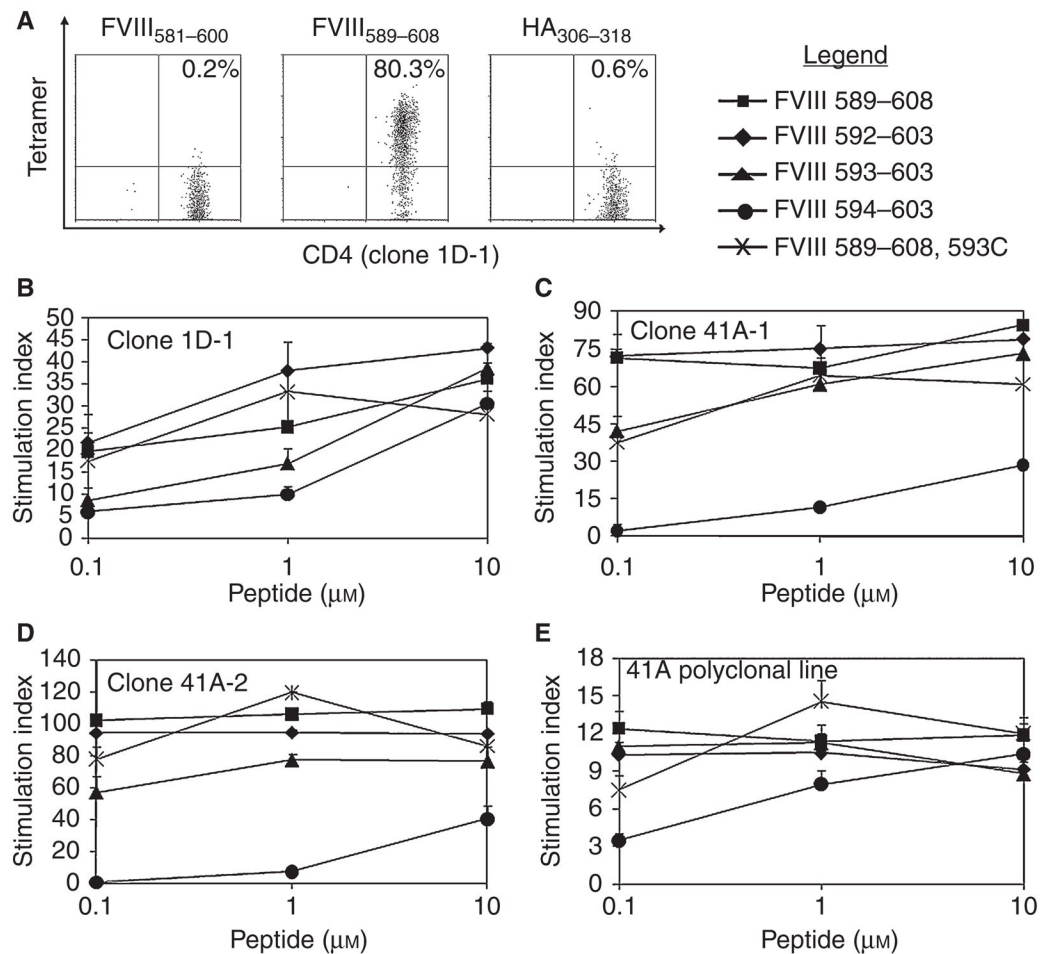 A
FVIII581–600
FVIII589–608
HA306–318
0.2%
80.3%
0.6%
Tetramer
CD4 (clone 1D-1)
Legend
FVIII 589–608
FVIII 592–603
FVIII 593–603
FVIII 594–603
FVIII 589–608, 593C
B
Clone 1D-1
Stimulation index
50
45
40
35
30
25
20
15
10
5
0
0.1
1
10
Peptide (μM)
C
Clone 41A-1
Stimulation index
90
75
60
45
30
15
0
0.1
1
10
Peptide (μM)
D
Clone 41A-2
Stimulation index
140
120
100
80
60
40
20
0
0.1
1
10
Peptide (μM)
E
41A polyclonal line
Stimulation index
18
15
12
9
6
3
0
0.1
1
10
Peptide (μM)